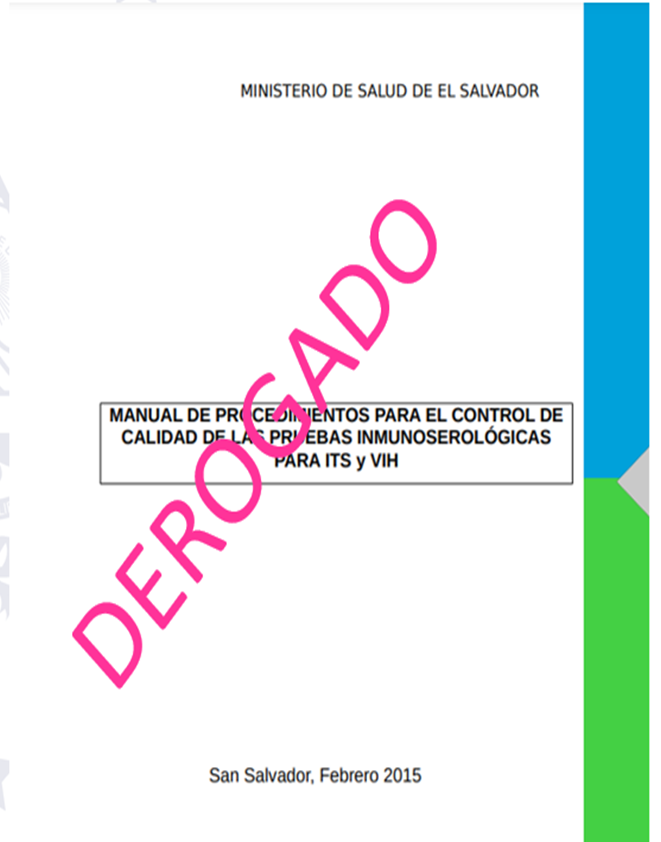 MINISTERIO DE SALUD DE EL SALVADOR
DEROGADO
MANUAL DE PROCEDIMIENTOS PARA EL CONTROL DE
CALIDAD DE LAS PRUEBAS INMUNOSEROLÓGICAS
PARA ITS y VIH
San Salvador, Febrero 2015